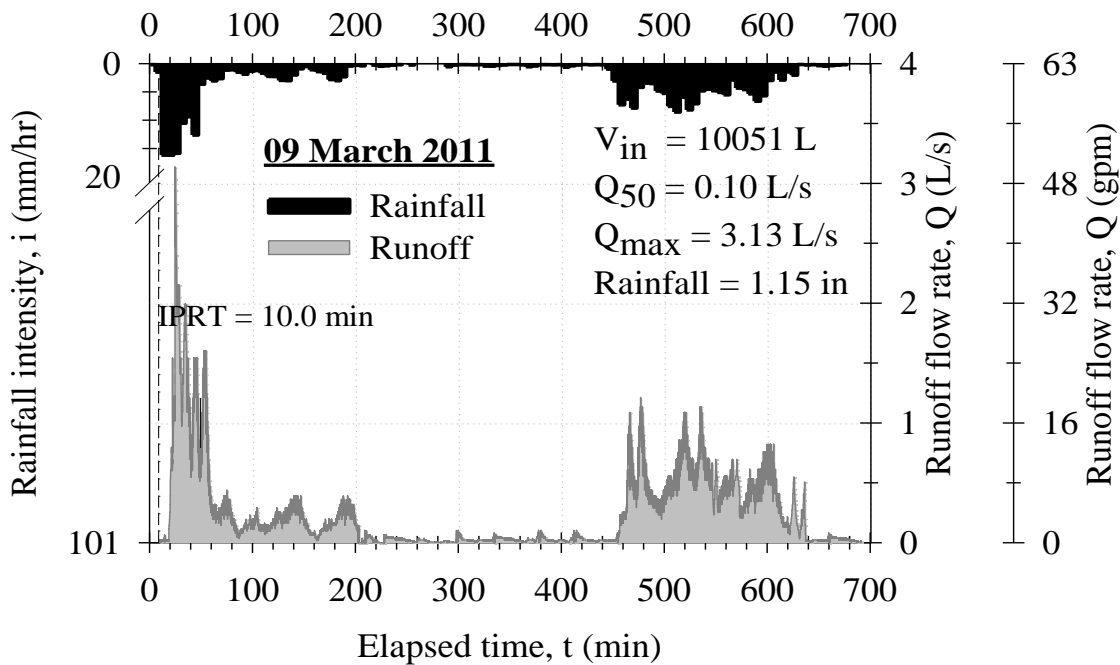 0 100 200 300 400 500 600 700
0
20
101
Rainfall intensity, i (mm/hr)
09 March 2011
Rainfall
Runoff
IPRT = 10.0 min
Vin = 10051 L
Q50 = 0.10 L/s
Qmax = 3.13 L/s
Rainfall = 1.15 in
4
3
2
1
0
Runoff flow rate, Q (L/s)
63
48
32
16
0
Runoff flow rate, Q (gpm)
0 100 200 300 400 500 600 700
Elapsed time, t (min)